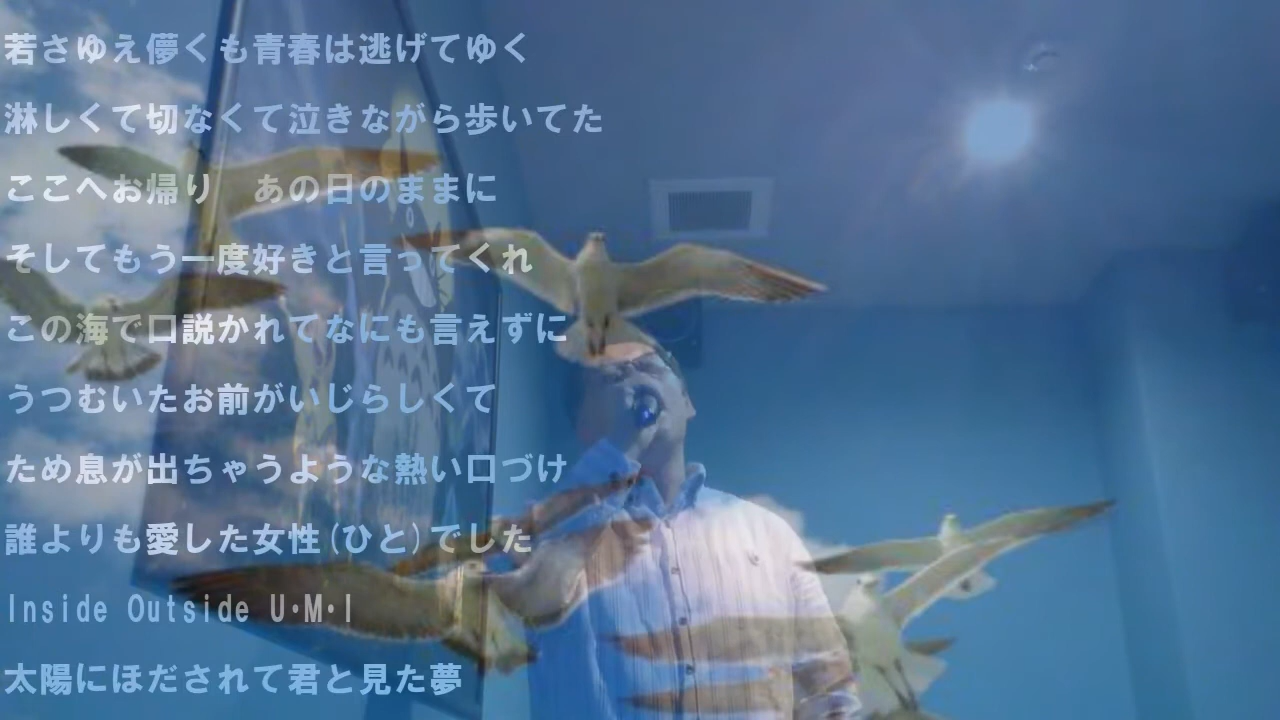 若さゆえ儚くも青春は逃げてゆく
淋しくて切なくて泣きながら歩いてた
ここへお帰り　あの日のままに
そしてもう一度好きと言ってくれ
この海で口説かれてなにも言えずに
うつむいたお前がいじらしくて
ため息が出ちゃうような熱い口づけ
誰よりも愛した女性(ひと)でした
Inside Outside U･M･I
太陽にほだされて君と見た夢